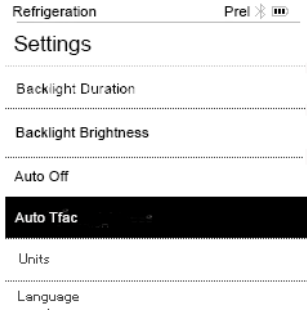 Refrigeration Prel
Settings
Backlight Duration
Backlight Brightness
Auto Off
Auto Tfac
Units
Language